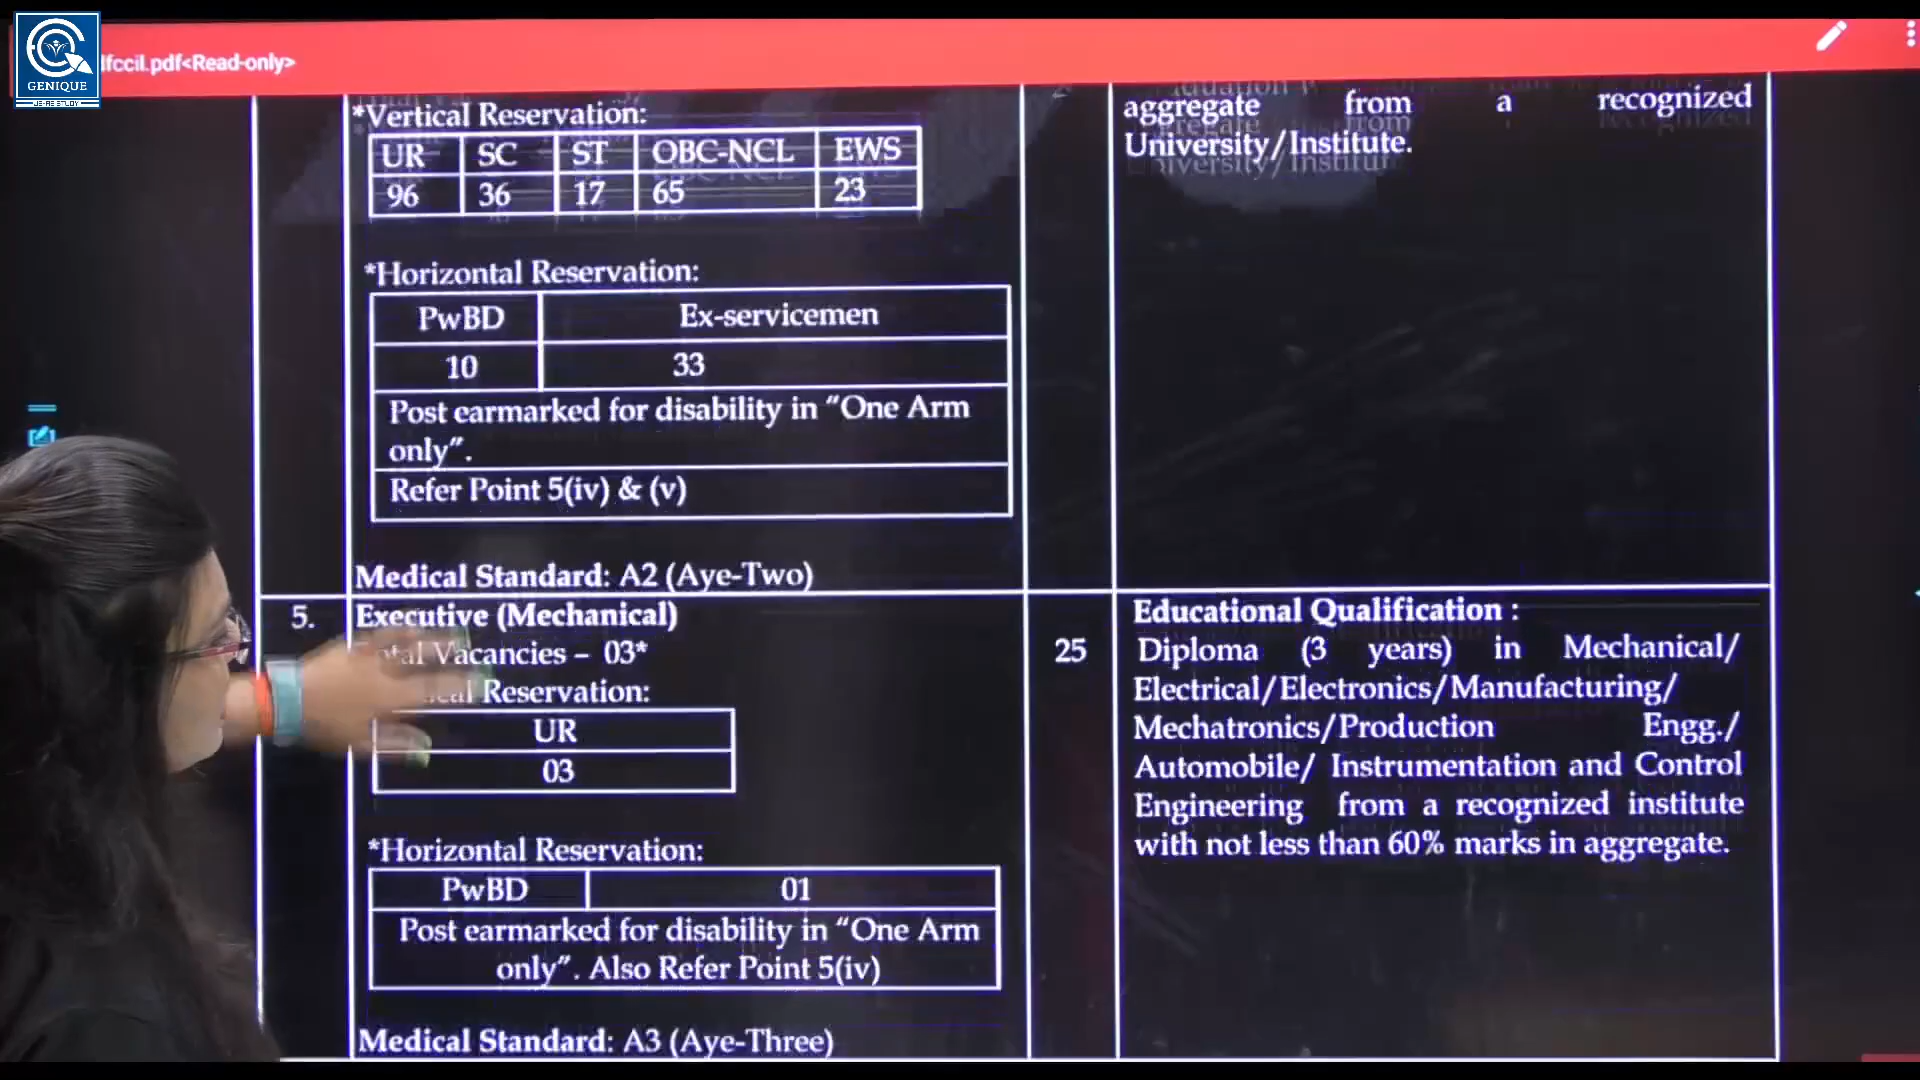 GENIQUE
JE-AE STUDY
dfccil.pdf<Read-only>
*Vertical Reservation:
UR SC ST OBC-NCL EWS
96 36 17 65 23
*Horizontal Reservation:
PwBD Ex-servicemen
10 33
Post earmarked for disability in “One Arm
only”.
Refer Point 5(iv) & (v)
Medical Standard: A2 (Aye-Two)
aggregate from a recognized
University/Institute.
5.
Executive (Mechanical)
Vacancies – 03*
Reservation:
UR
03
*Horizontal Reservation:
PwBD 01
Post earmarked for disability in “One Arm
only”. Also Refer Point 5(iv)
Medical Standard: A3 (Aye-Three)
25
Educational Qualification :
Diploma (3 years) in Mechanical/
Electrical/Electronics/Manufacturing/
Mechatronics/Production Engg./
Automobile/ Instrumentation and Control
Engineering from a recognized institute
with not less than 60% marks in aggregate.